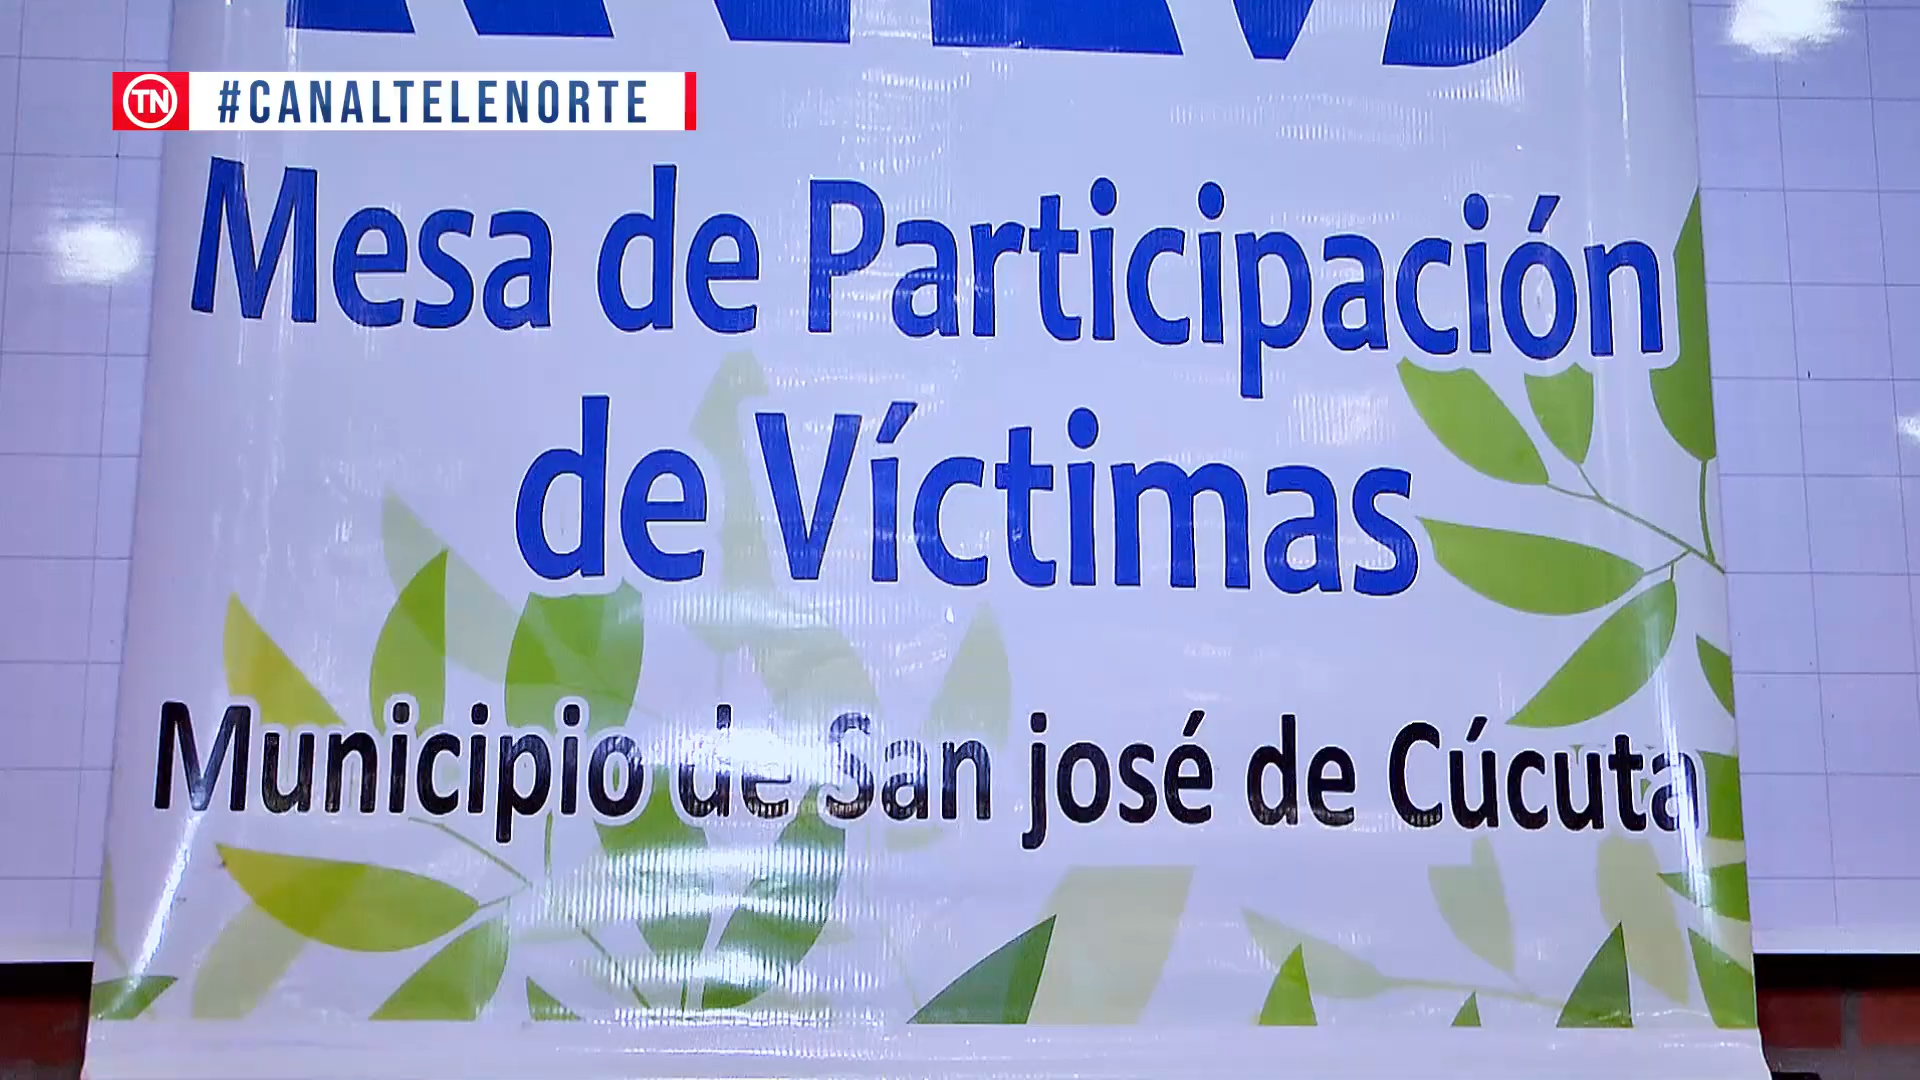 TN #CANALTELENORTE
Mesa de Participación
de Víctimas
Municipio de San josé de Cúcuta